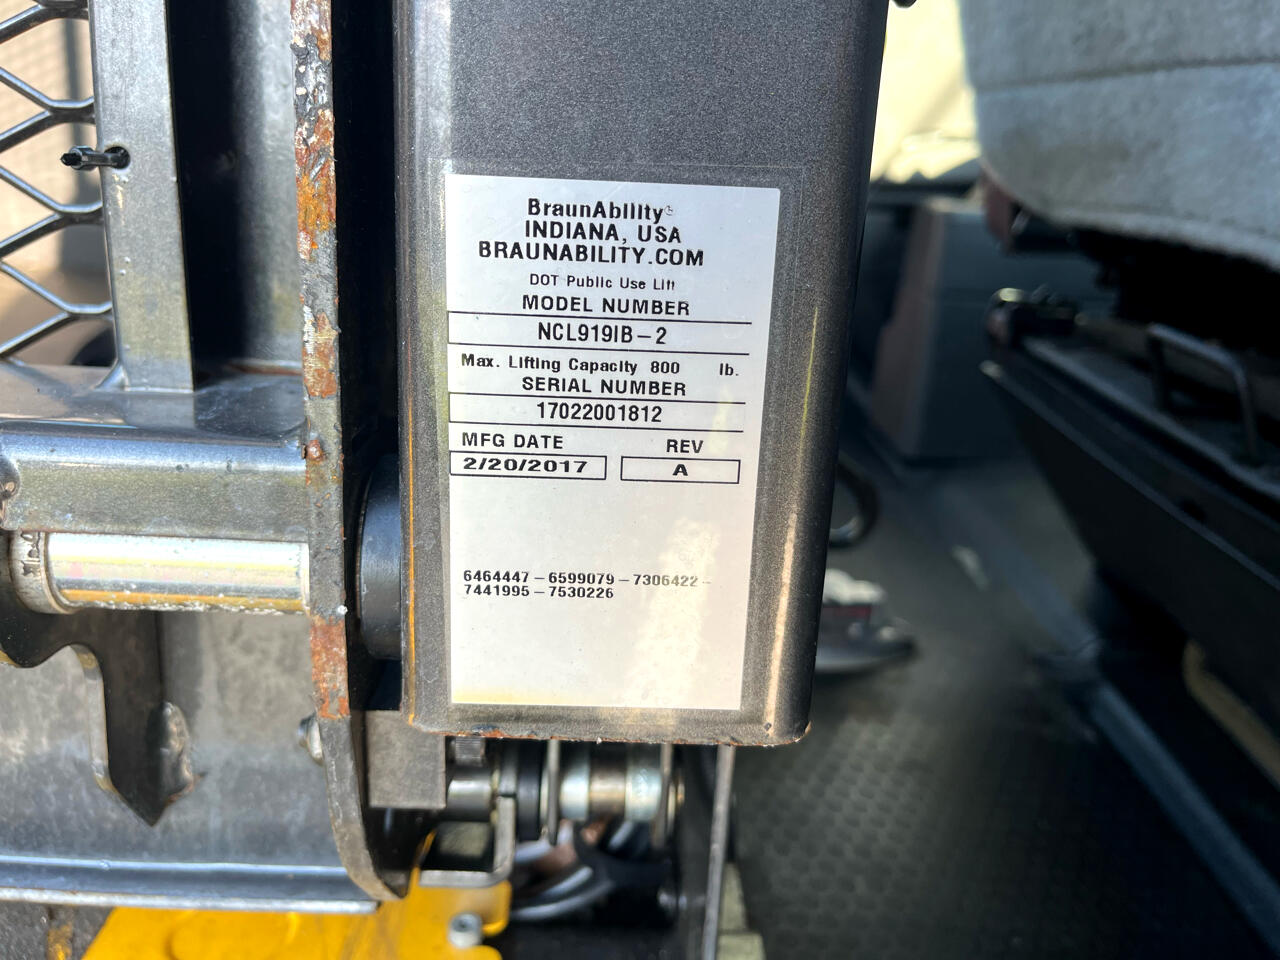 BraunAbility®
INDIANA, USA
BRAUNABILITY.COM
DOT Public Use Lift
MODEL NUMBER
NCL919IB-2
Max. Lifting Capacity 800 lb.
SERIAL NUMBER
17022001812
MFG DATE REV
2/20/2017 A
6464447-6599079-7306422-
7441995-7530226